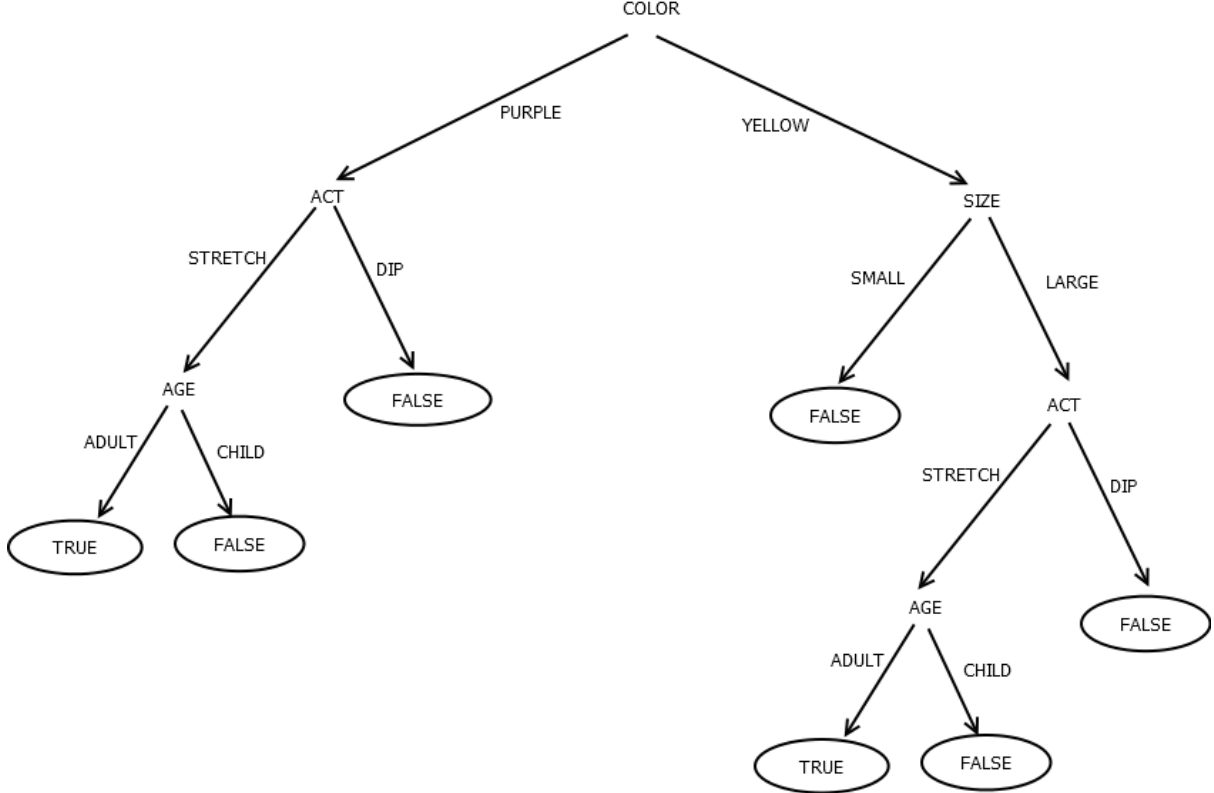 COLOR
PURPLE
YELLOW
ACT
SIZE
STRETCH
DIP
SMALL
LARGE
AGE
FALSE
FALSE
ACT
ADULT
CHILD
STRETCH
DIP
TRUE
FALSE
AGE
FALSE
ADULT
CHILD
TRUE
FALSE